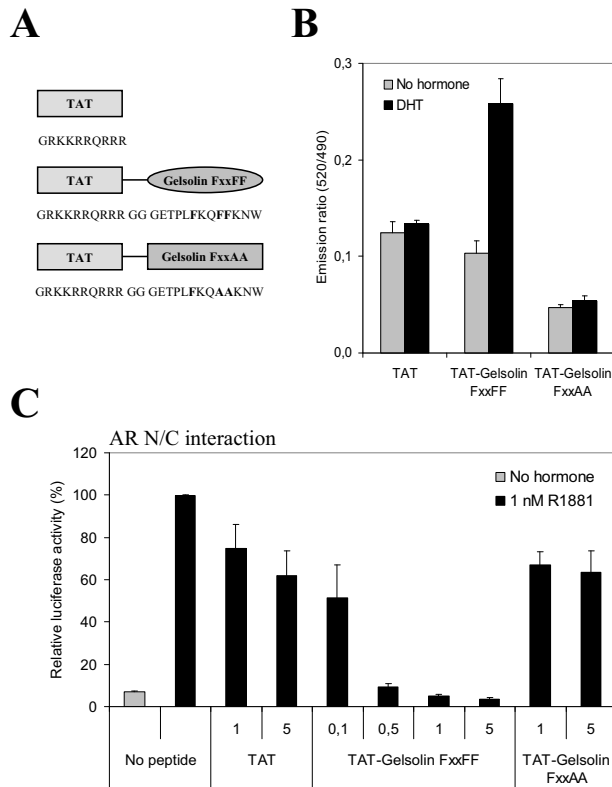 A
TAT
GRKKRRQRRR
TAT
Gelsolin FxxFF
GRKKRRQRRR GG GETPLFKQFFKNW
TAT
Gelsolin FxxAA
GRKKRRQRRR GG GETPLFKQAAKNW
B
0,3
0,2
0,1
0,0
Emission ratio (520/490)
No hormone
DHT
TAT
TAT-Gelsolin
FxxFF
TAT-Gelsolin
FxxAA
C
AR N/C interaction
120
100
80
60
40
20
0
Relative luciferase activity (%)
No hormone
1 nM R1881
1 5 0,1 0,5 1 5 1 5
No peptide TAT TAT-Gelsolin FxxFF TAT-Gelsolin
FxxAA